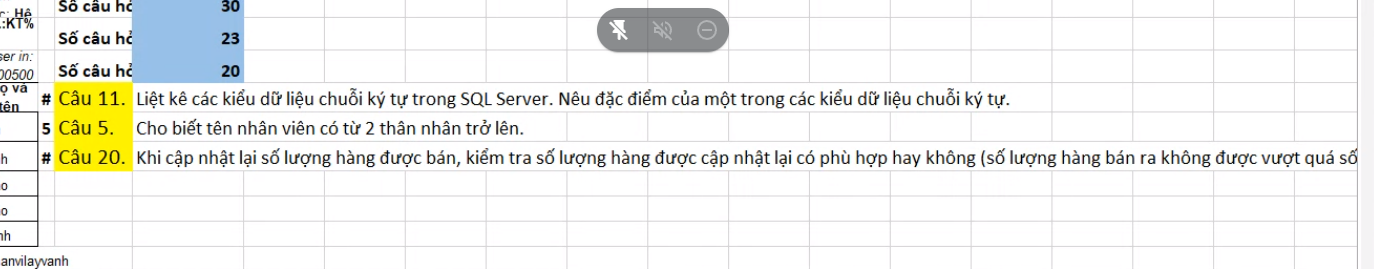 Số câu hỏ 30
:KT%
Số câu hỏ 23
ser in:
Số câu hỏ 20
00500
ọ và
tên
# Câu 11. Liệt kê các kiểu dữ liệu chuỗi ký tự trong SQL Server. Nêu đặc điểm của một trong các kiểu dữ liệu chuỗi ký tự.
5 Câu 5. Cho biết tên nhân viên có từ 2 thân nhân trở lên.
h # Câu 20. Khi cập nhật lại số lượng hàng được bán, kiểm tra số lượng hàng được cập nhật lại có phù hợp hay không (số lượng hàng bán ra không được vượt quá số
o
o
nh
anvilayvanh